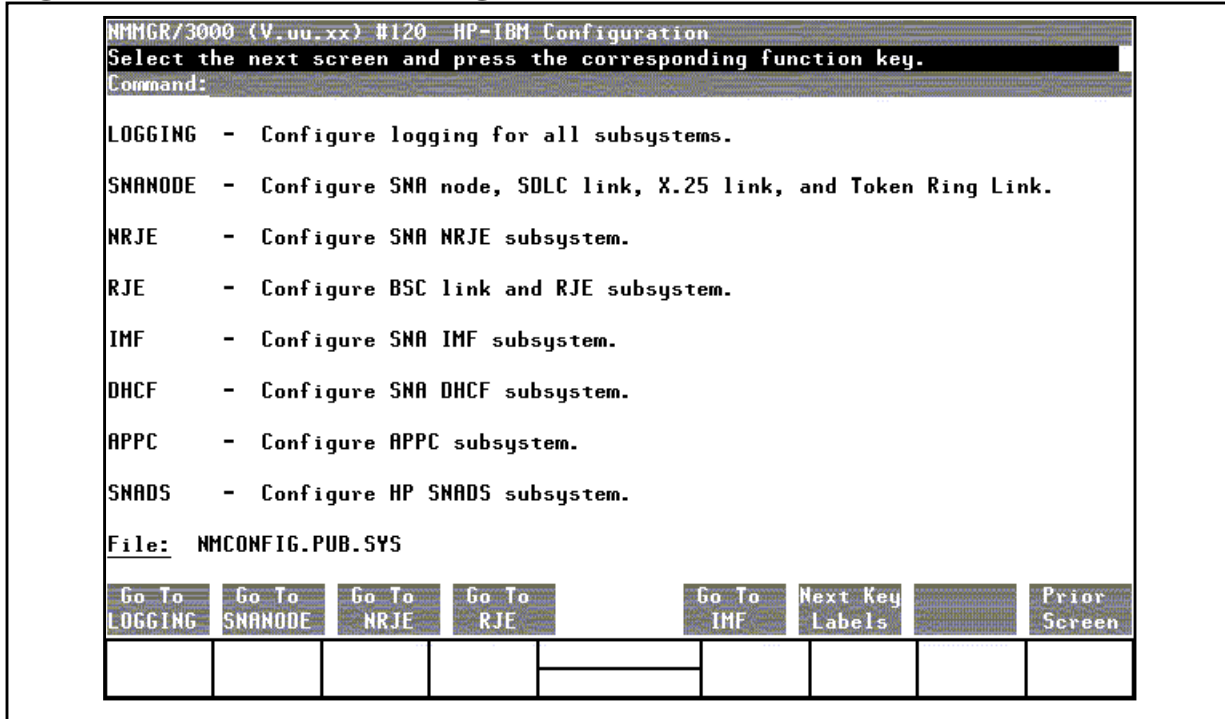 NMMGR/3000 (V.uu.xx) #120 HP-IBM Configuration
Select the next screen and press the corresponding function key.
Command:
LOGGING - Configure logging for all subsystems.
SNANODE - Configure SNA node, SDLC link, X.25 link, and Token Ring Link.
NRJE - Configure SNA NRJE subsystem.
RJE - Configure BSC link and RJE subsystem.
IMF - Configure SNA IMF subsystem.
DHCF - Configure SNA DHCF subsystem.
APPC - Configure APPC subsystem.
SNADS - Configure HP SNADS subsystem.
File: NMCONFIG.PUB.SYS
Go To Go To Go To Go To Go To Next Key Prior
LOGGING SNANODE NRJE RJE IMF Labels Screen